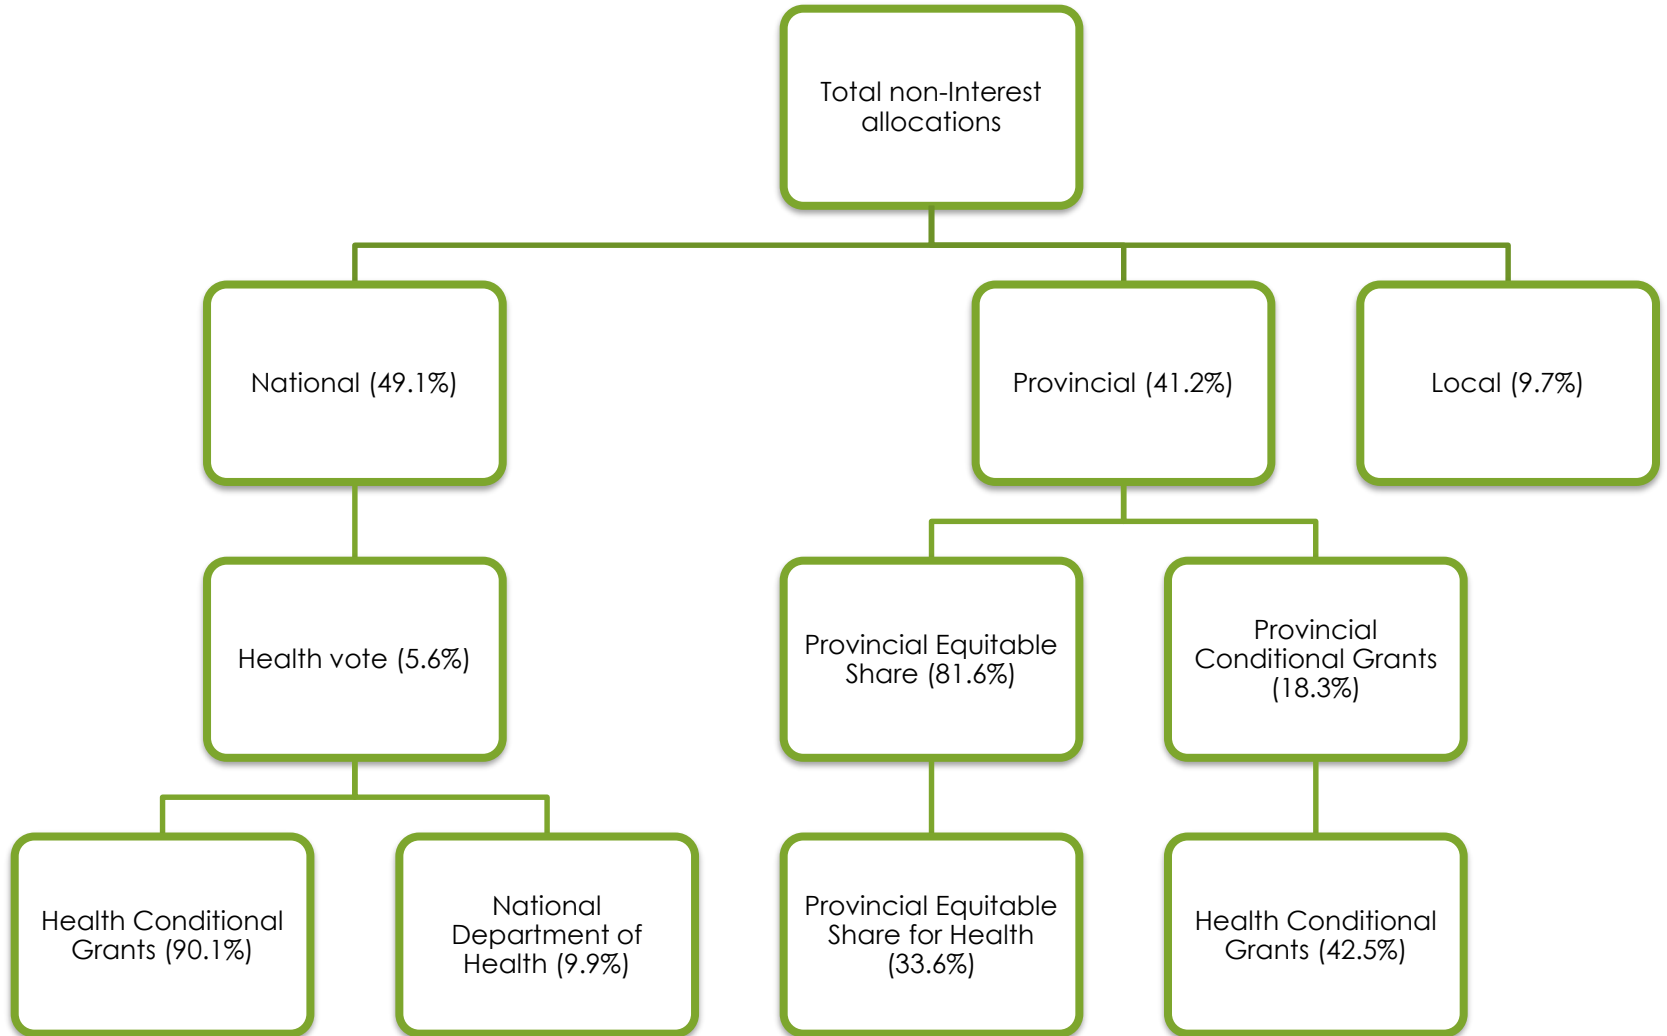 Total non-Interest
allocations
National (49.1%)
Provincial (41.2%)
Local (9.7%)
Health vote (5.6%)
Provincial Equitable
Share (81.6%)
Provincial
Conditional Grants
(18.3%)
Health Conditional
Grants (90.1%)
National
Department of
Health (9.9%)
Provincial Equitable
Share for Health
(33.6%)
Health Conditional
Grants (42.5%)